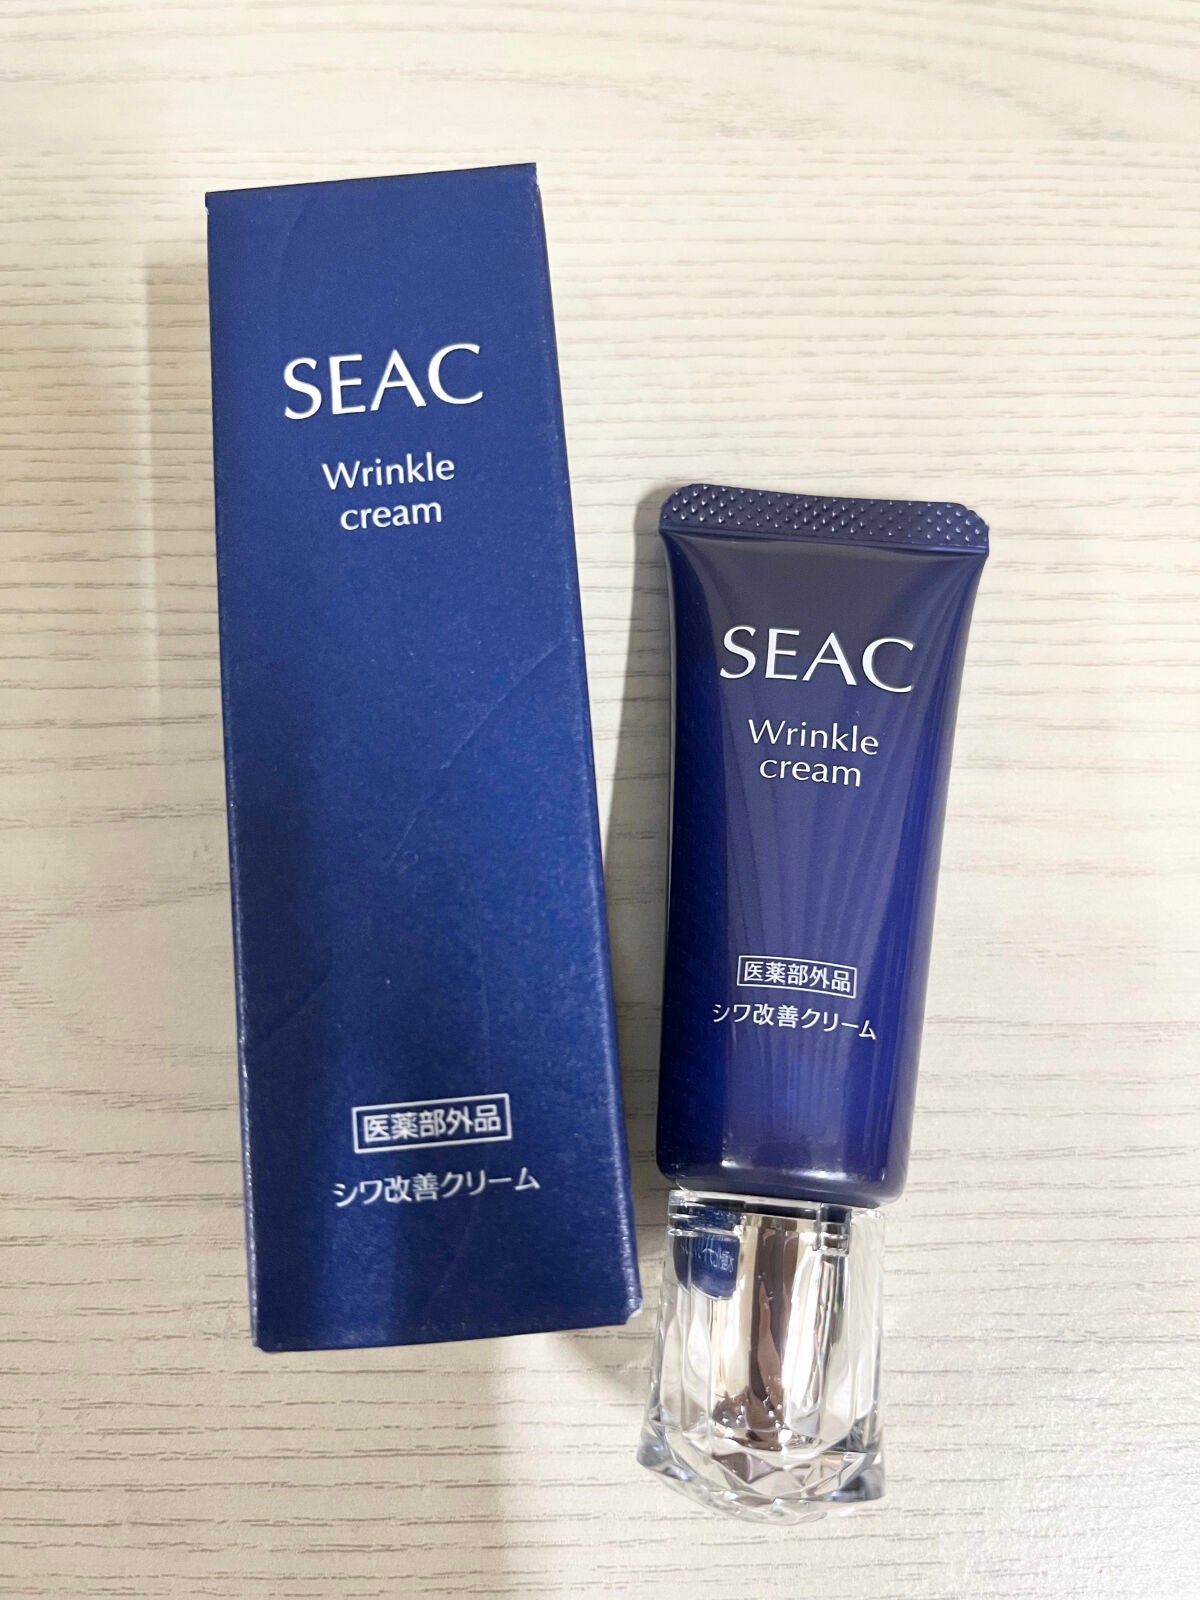 SEAC
Wrinkle
cream
医薬部外品
シワ改善クリーム
SEAC
Wrinkle
cream
医薬部外品
シワ改善クリーム